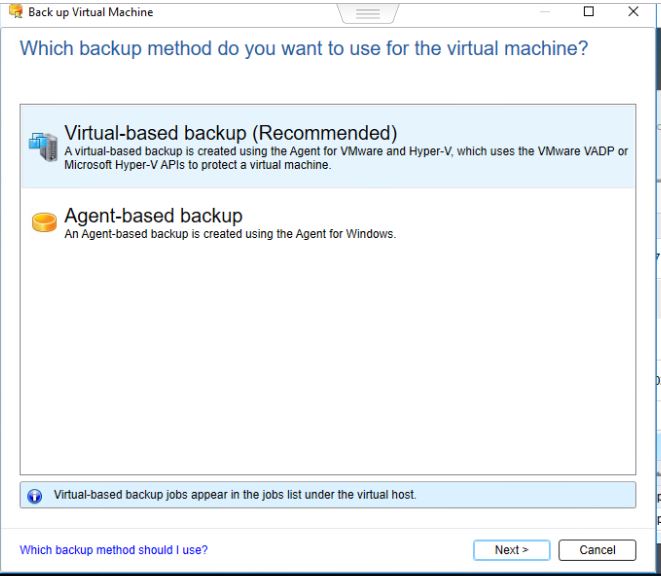 Back up Virtual Machine
Which backup method do you want to use for the virtual machine?
Virtual-based backup (Recommended)
A virtual-based backup is created using the Agent for VMware and Hyper-V, which uses the VMware VADP or
Microsoft Hyper-V APIs to protect a virtual machine.
Agent-based backup
An Agent-based backup is created using the Agent for Windows.
Virtual-based backup jobs appear in the jobs list under the virtual host.
Which backup method should I use?
Next >
Cancel